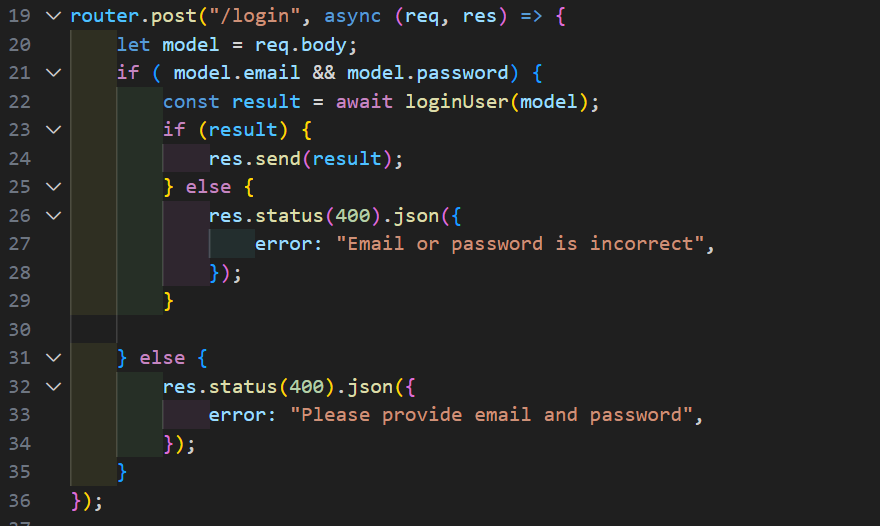 19 router.post("/login", async (req, res) => {
20     let model = req.body;
21     if ( model.email && model.password) {
22         const result = await loginUser(model);
23         if (result) {
24             res.send(result);
25         } else {
26             res.status(400).json({
27                 error: "Email or password is incorrect",
28             });
29         }
30
31     } else {
32         res.status(400).json({
33             error: "Please provide email and password",
34         });
35     }
36 });